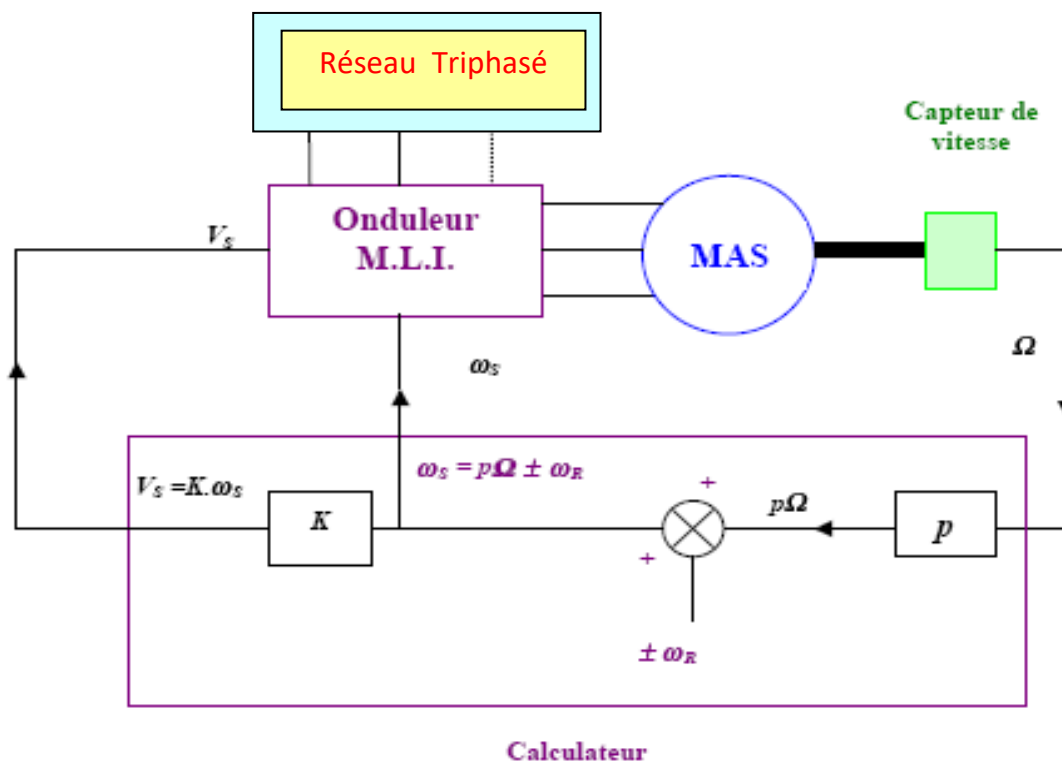 Réseau Triphasé
Capteur de
vitesse
Onduleur
M.L.I.
Vs
MAS
Ω
ωs
ωs = pΩ ± ωR
Vs =K.ωs
K
+
pΩ
p
+
± ωR
Calculateur